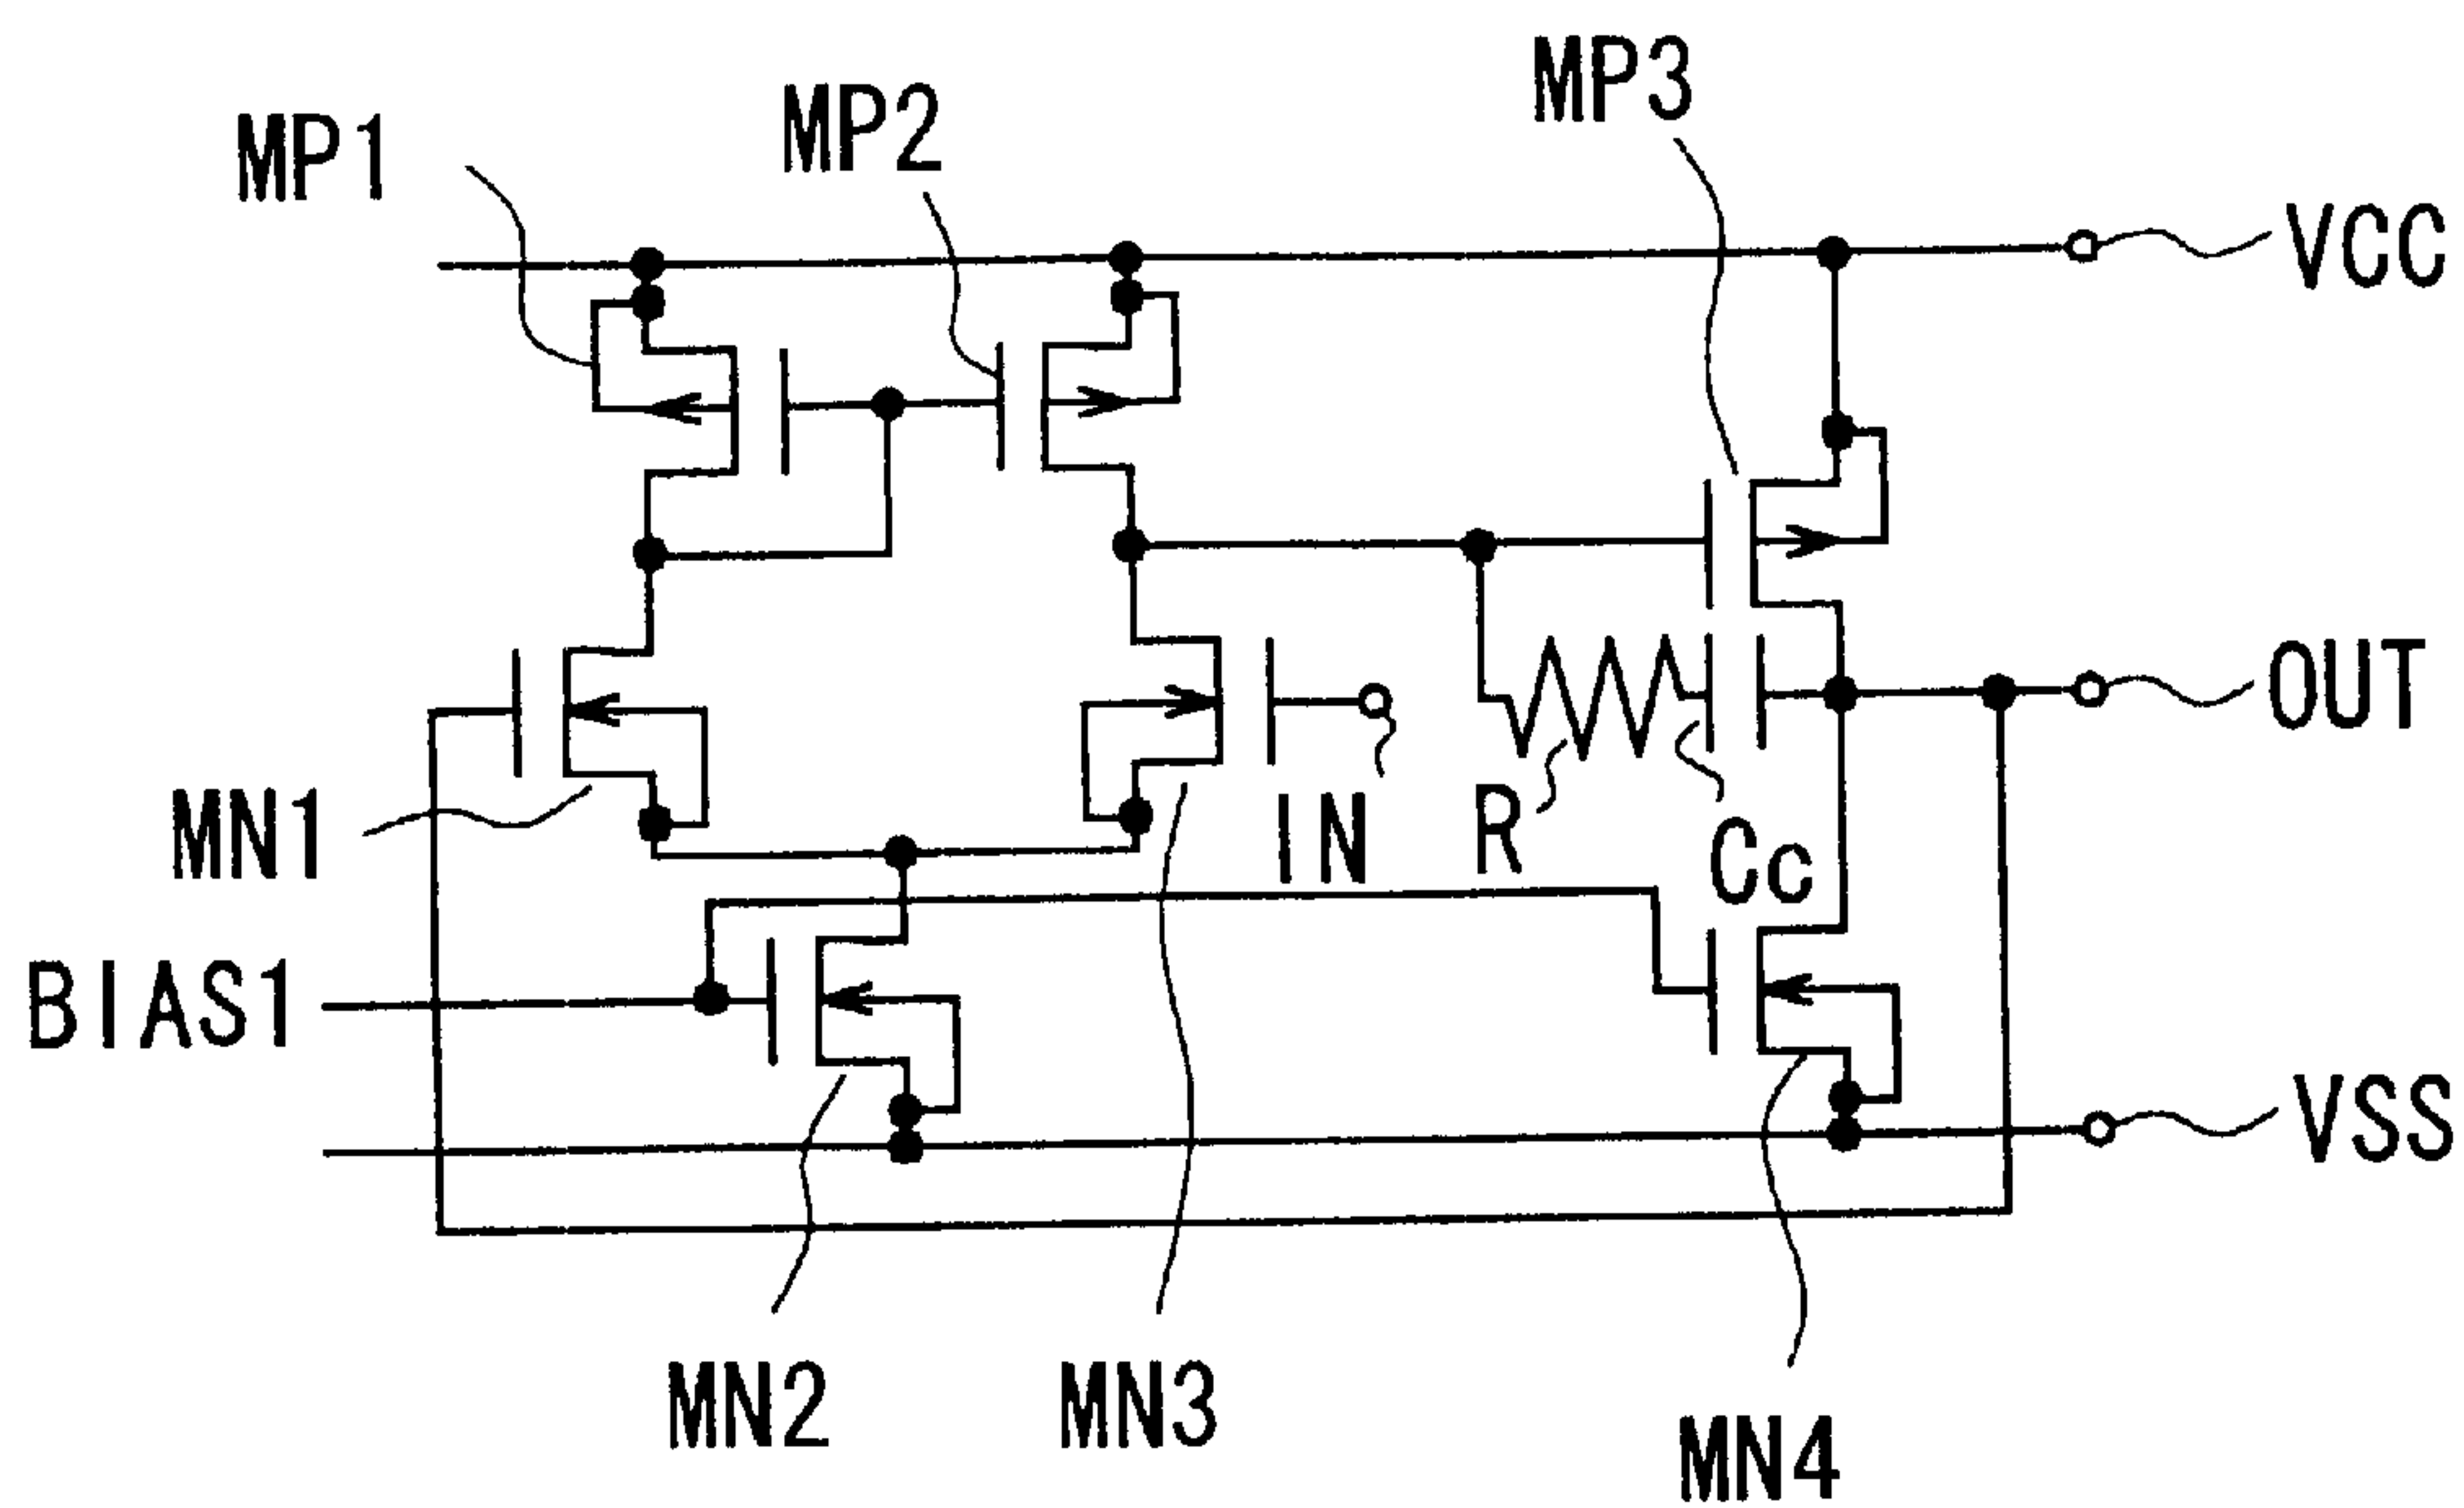 MP3
MP2
MP1
VCC
OUT
MN1
IN
R
Cc
BIAS1
VSS
MN2
MN3
MN4